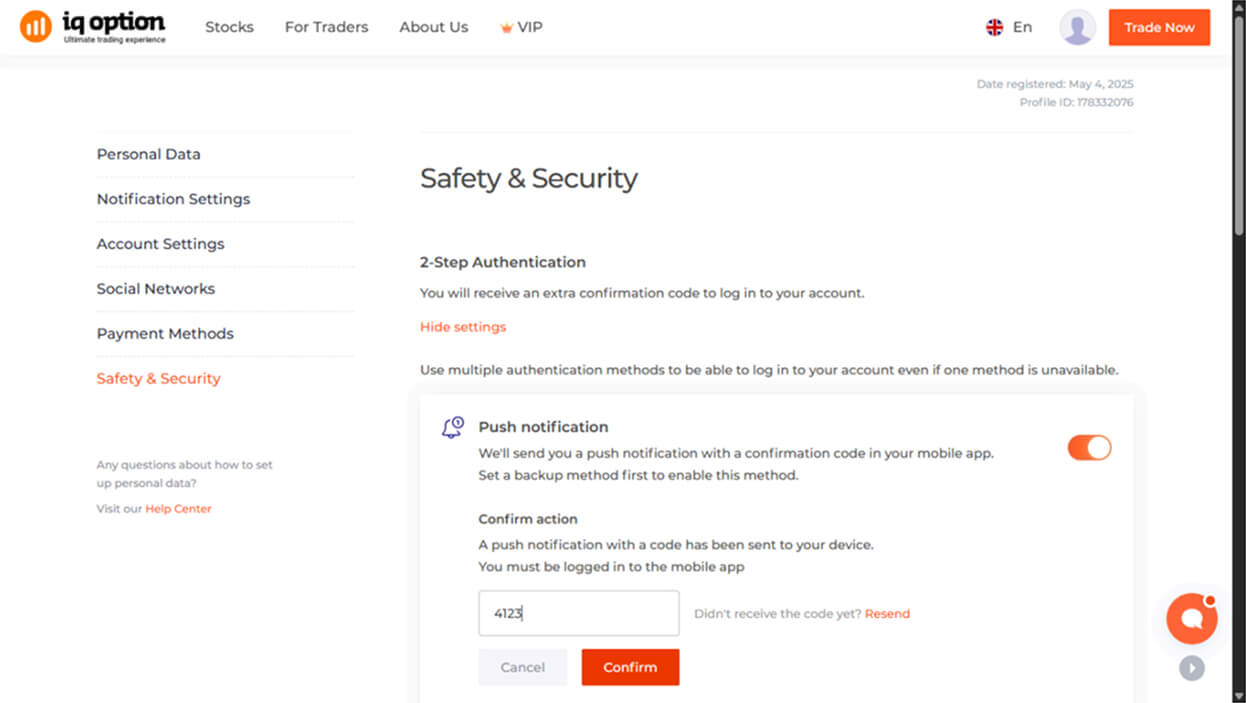 iq option
Ultimate trading experience
Stocks
For Traders
About Us
VIP
En
Trade Now
Date registered: May 4, 2025
Profile ID: 178332076
Personal Data
Notification Settings
Account Settings
Social Networks
Payment Methods
Safety & Security
Any questions about how to set
up personal data?
Visit our Help Center
Safety & Security
2-Step Authentication
You will receive an extra confirmation code to log in to your account.
Hide settings
Use multiple authentication methods to be able to log in to your account even if one method is unavailable.
Push notification
We'll send you a push notification with a confirmation code in your mobile app.
Set a backup method first to enable this method.
Confirm action
A push notification with a code has been sent to your device.
You must be logged in to the mobile app
4123
Didn't receive the code yet? Resend
Cancel
Confirm